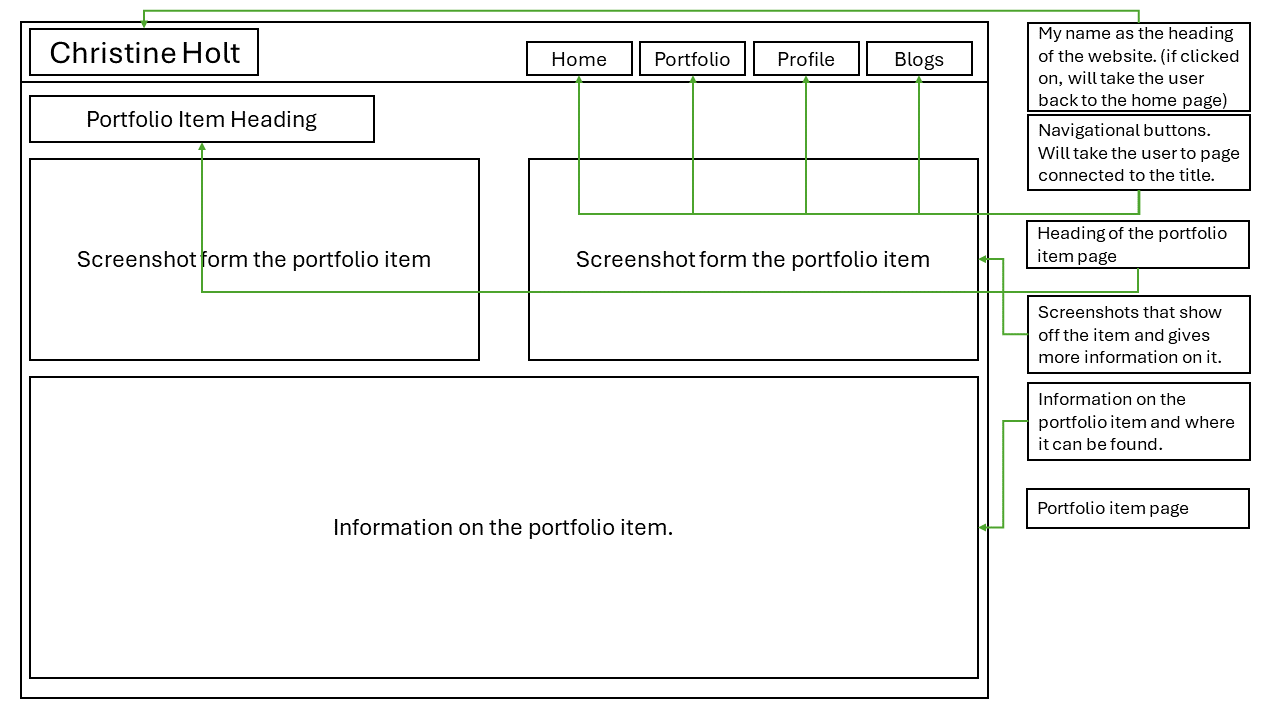 Christine Holt
Home
Portfolio
Profile
Blogs
Portfolio Item Heading
Screenshot form the portfolio item
Screenshot form the portfolio item
Information on the portfolio item.
My name as the heading
of the website. (if clicked
on, will take the user
back to the home page)
Navigational buttons.
Will take the user to page
connected to the title.
Heading of the portfolio
item page
Screenshots that show
off the item and gives
more information on it.
Information on the
portfolio item and where
it can be found.
Portfolio item page